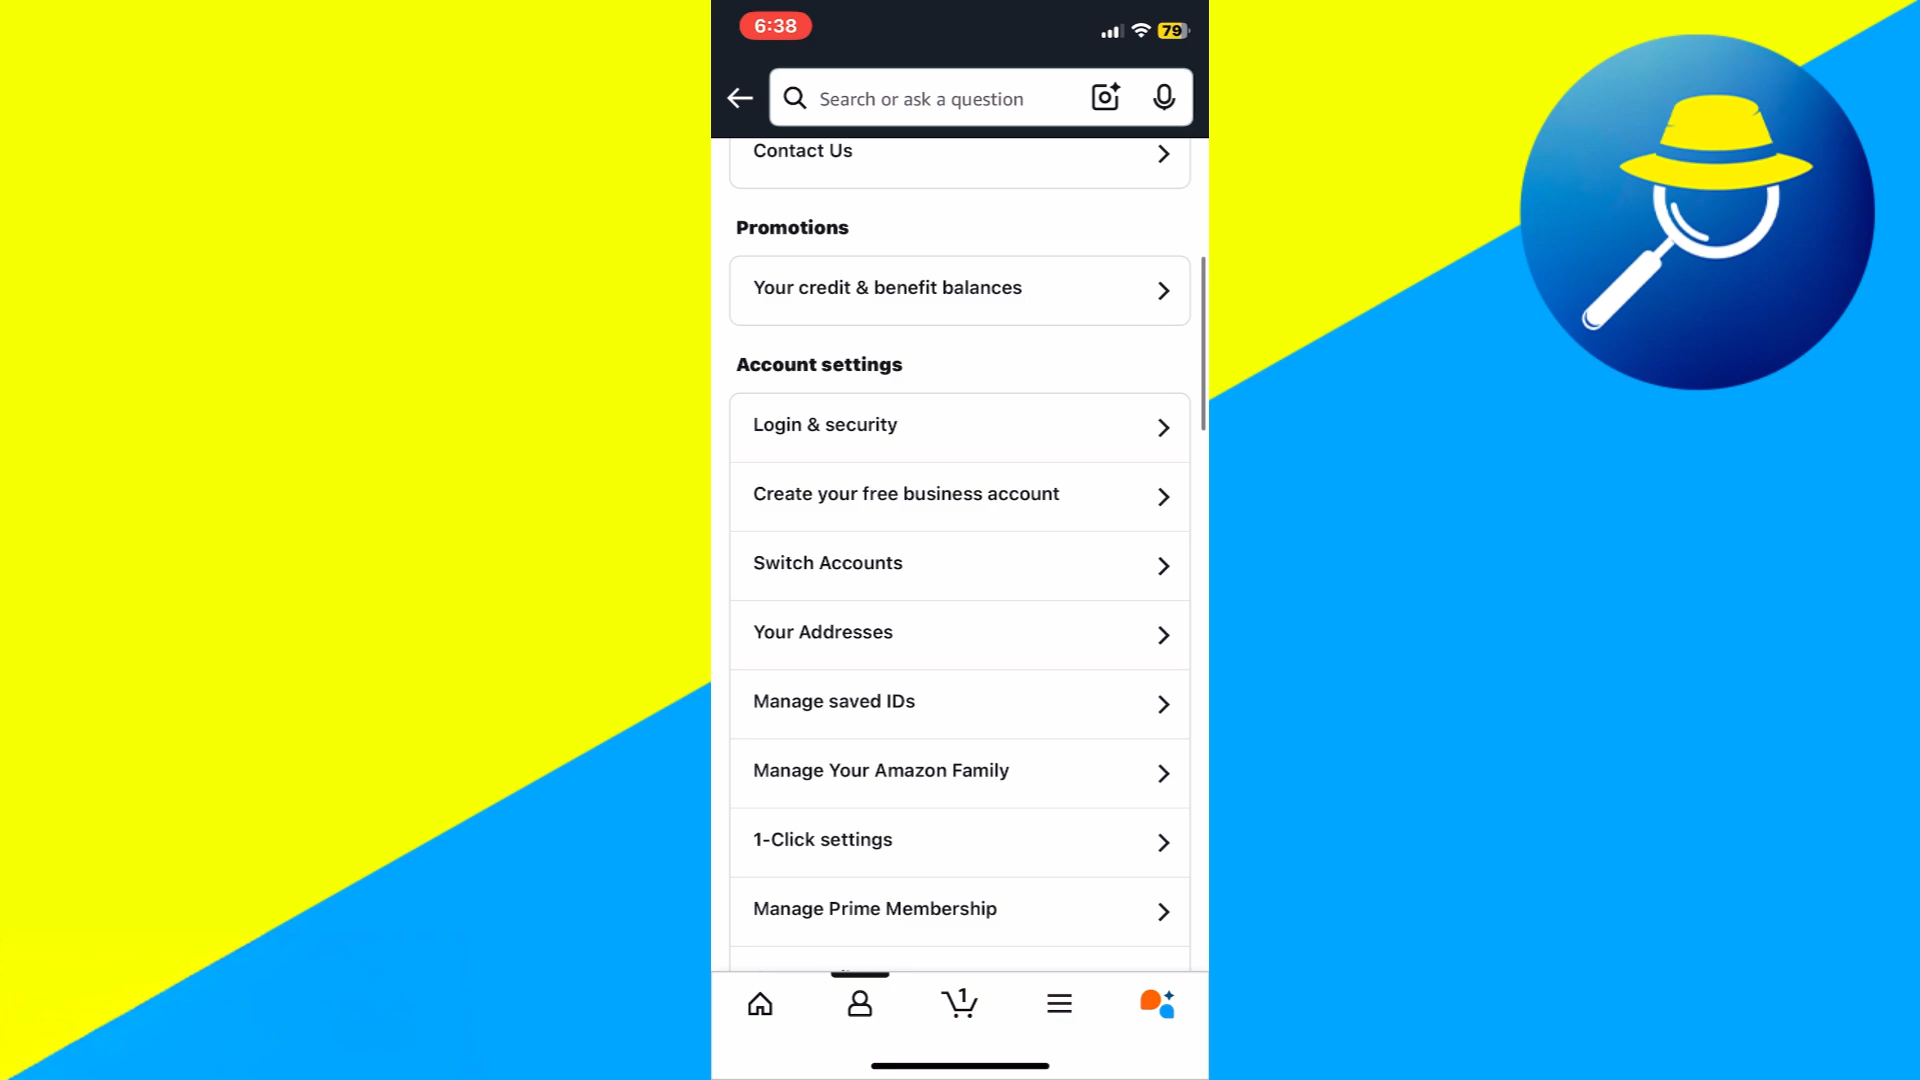 6:38
79
Search or ask a question
Contact Us
Promotions
Your credit & benefit balances
Account settings
Login & security
Create your free business account
Switch Accounts
Your Addresses
Manage saved IDs
Manage Your Amazon Family
1-Click settings
Manage Prime Membership
1